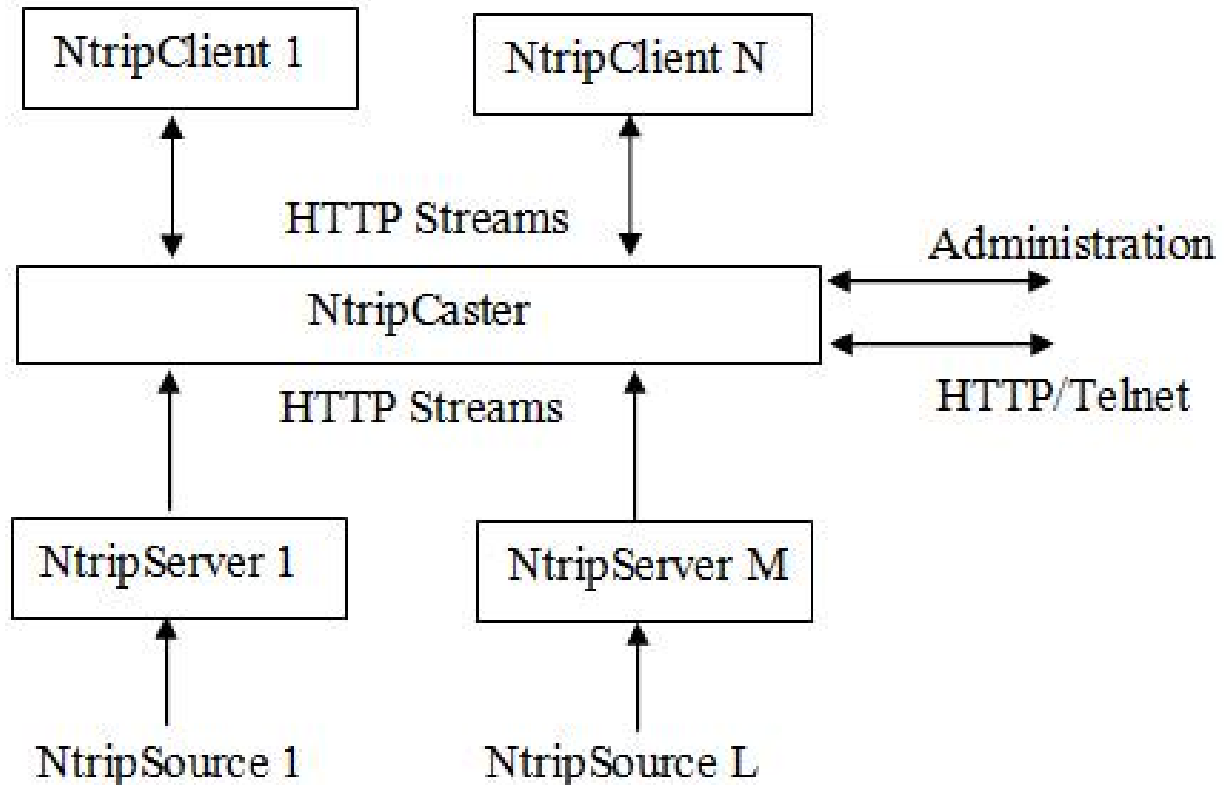 NtripClient 1
NtripClient N
HTTP Streams
Administration
NtripCaster
HTTP Streams
HTTP/Telnet
NtripServer 1
NtripServer M
NtripSource 1
NtripSource L